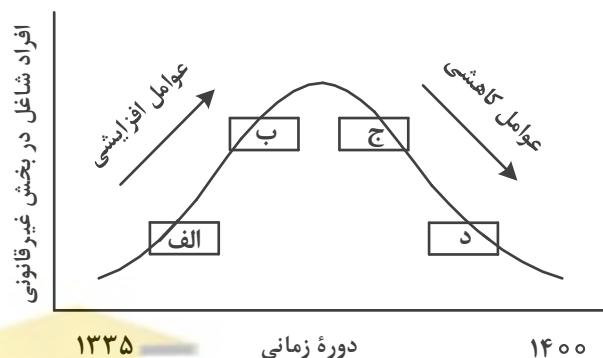 افراد شاغل در بخش غیرقانونی
عوامل افزایشی
عوامل کاهشی
ب
ج
الف
د
۱۳۳۵
دورهٔ زمانی
۱۴۰۰